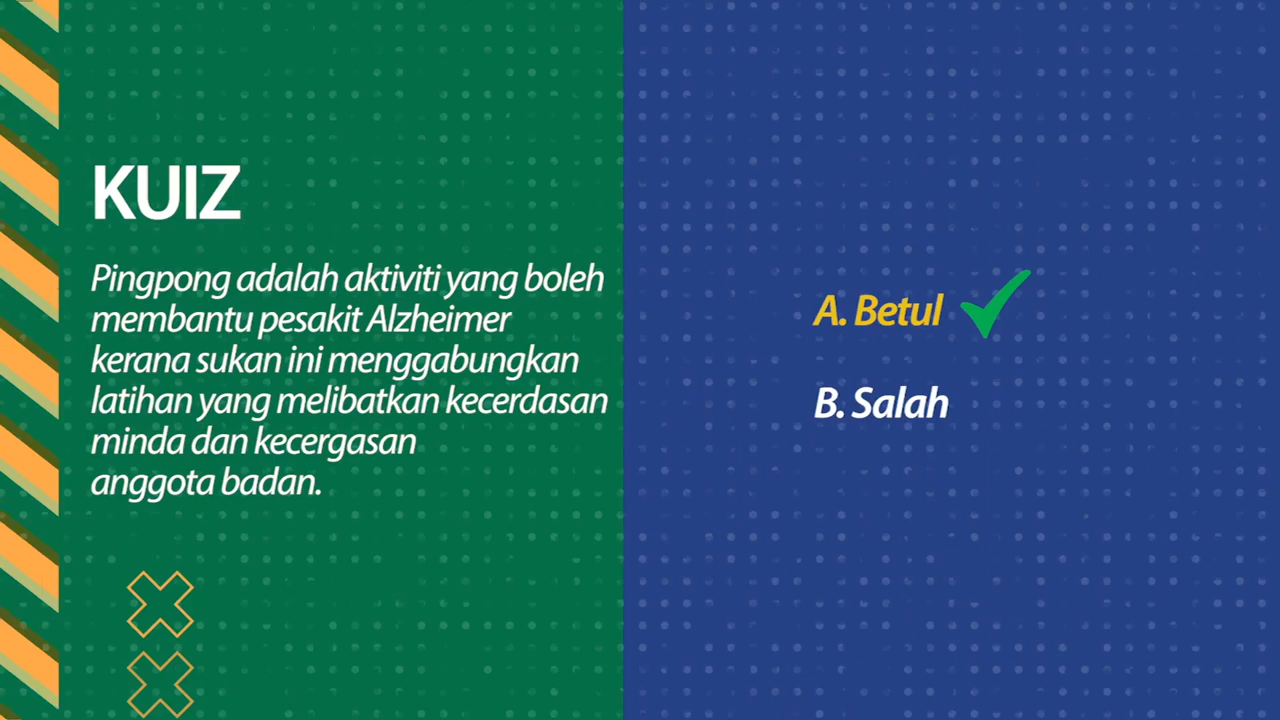 KUIZ
Pingpong adalah aktiviti yang boleh
membantu pesakit Alzheimer
kerana sukan ini menggabungkan
latihan yang melibatkan kecerdasan
minda dan kecergasan
anggota badan.
A. Betul
B. Salah